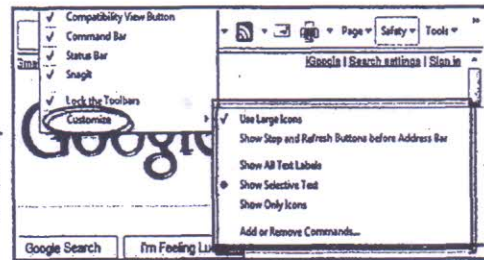 Compatibility View Button
Command Bar
Status Bar
Snagit
Lock the Toolbars
Customize
Page Safety Tools »
iGoogle | Search settings | Sign in
Google
Use Large Icons
Show Stop and Refresh Buttons before Address Bar
Show All Text Labels
Show Selective Text
Show Only Icons
Add or Remove Commands...
Google Search
I'm Feeling Lu